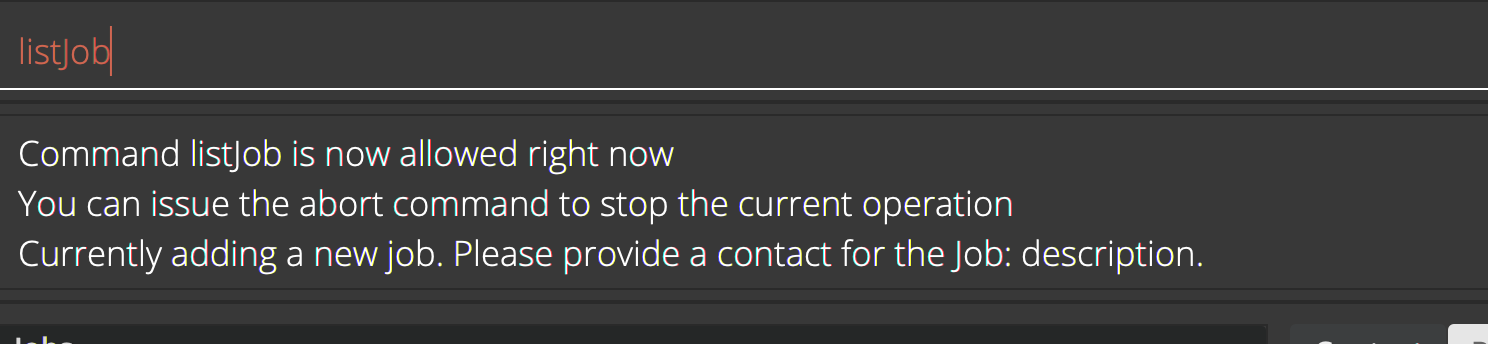 listJob
Command listJob is now allowed right now
You can issue the abort command to stop the current operation
Currently adding a new job. Please provide a contact for the Job: description.